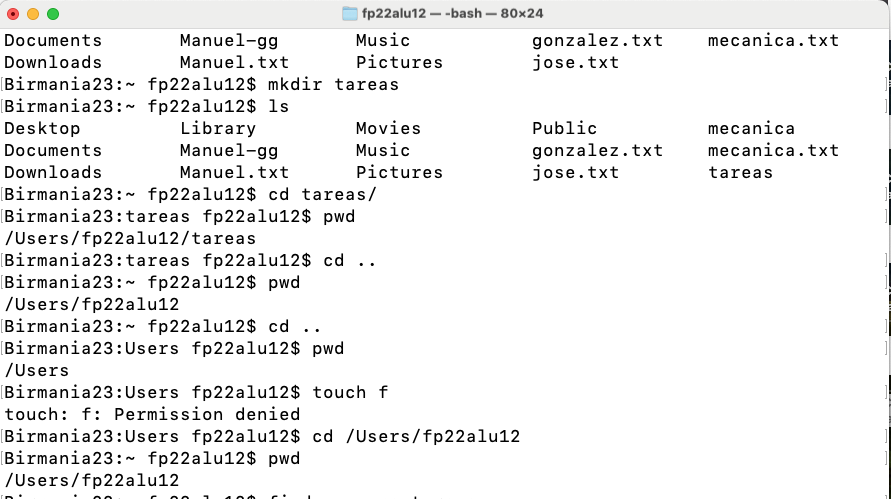 fp22alu12 — -bash — 80×24
Documents Manuel-gg Music gonzalez.txt mecanica.txt
Downloads Manuel.txt Pictures jose.txt
[Birmania23:~ fp22alu12$ mkdir tareas ]
[Birmania23:~ fp22alu12$ ls ]
Desktop Library Movies Public mecanica
Documents Manuel-gg Music gonzalez.txt mecanica.txt
Downloads Manuel.txt Pictures jose.txt tareas
[Birmania23:~ fp22alu12$ cd tareas/ ]
[Birmania23:tareas fp22alu12$ pwd ]
/Users/fp22alu12/tareas
[Birmania23:tareas fp22alu12$ cd .. ]
[Birmania23:~ fp22alu12$ pwd ]
/Users/fp22alu12
[Birmania23:~ fp22alu12$ cd .. ]
[Birmania23:Users fp22alu12$ pwd ]
/Users
[Birmania23:Users fp22alu12$ touch f ]
touch: f: Permission denied
[Birmania23:Users fp22alu12$ cd /Users/fp22alu12 ]
[Birmania23:~ fp22alu12$ pwd ]
/Users/fp22alu12
[Birmania23:~ fp22alu12$